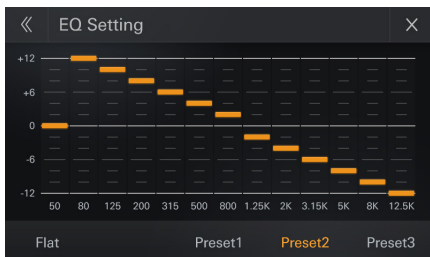 EQ Setting
+12
+6
0
-6
-12
50 80 125 200 315 500 800 1.25K 2K 3.15K 5K 8K 12.5K
Flat Preset1 Preset2 Preset3